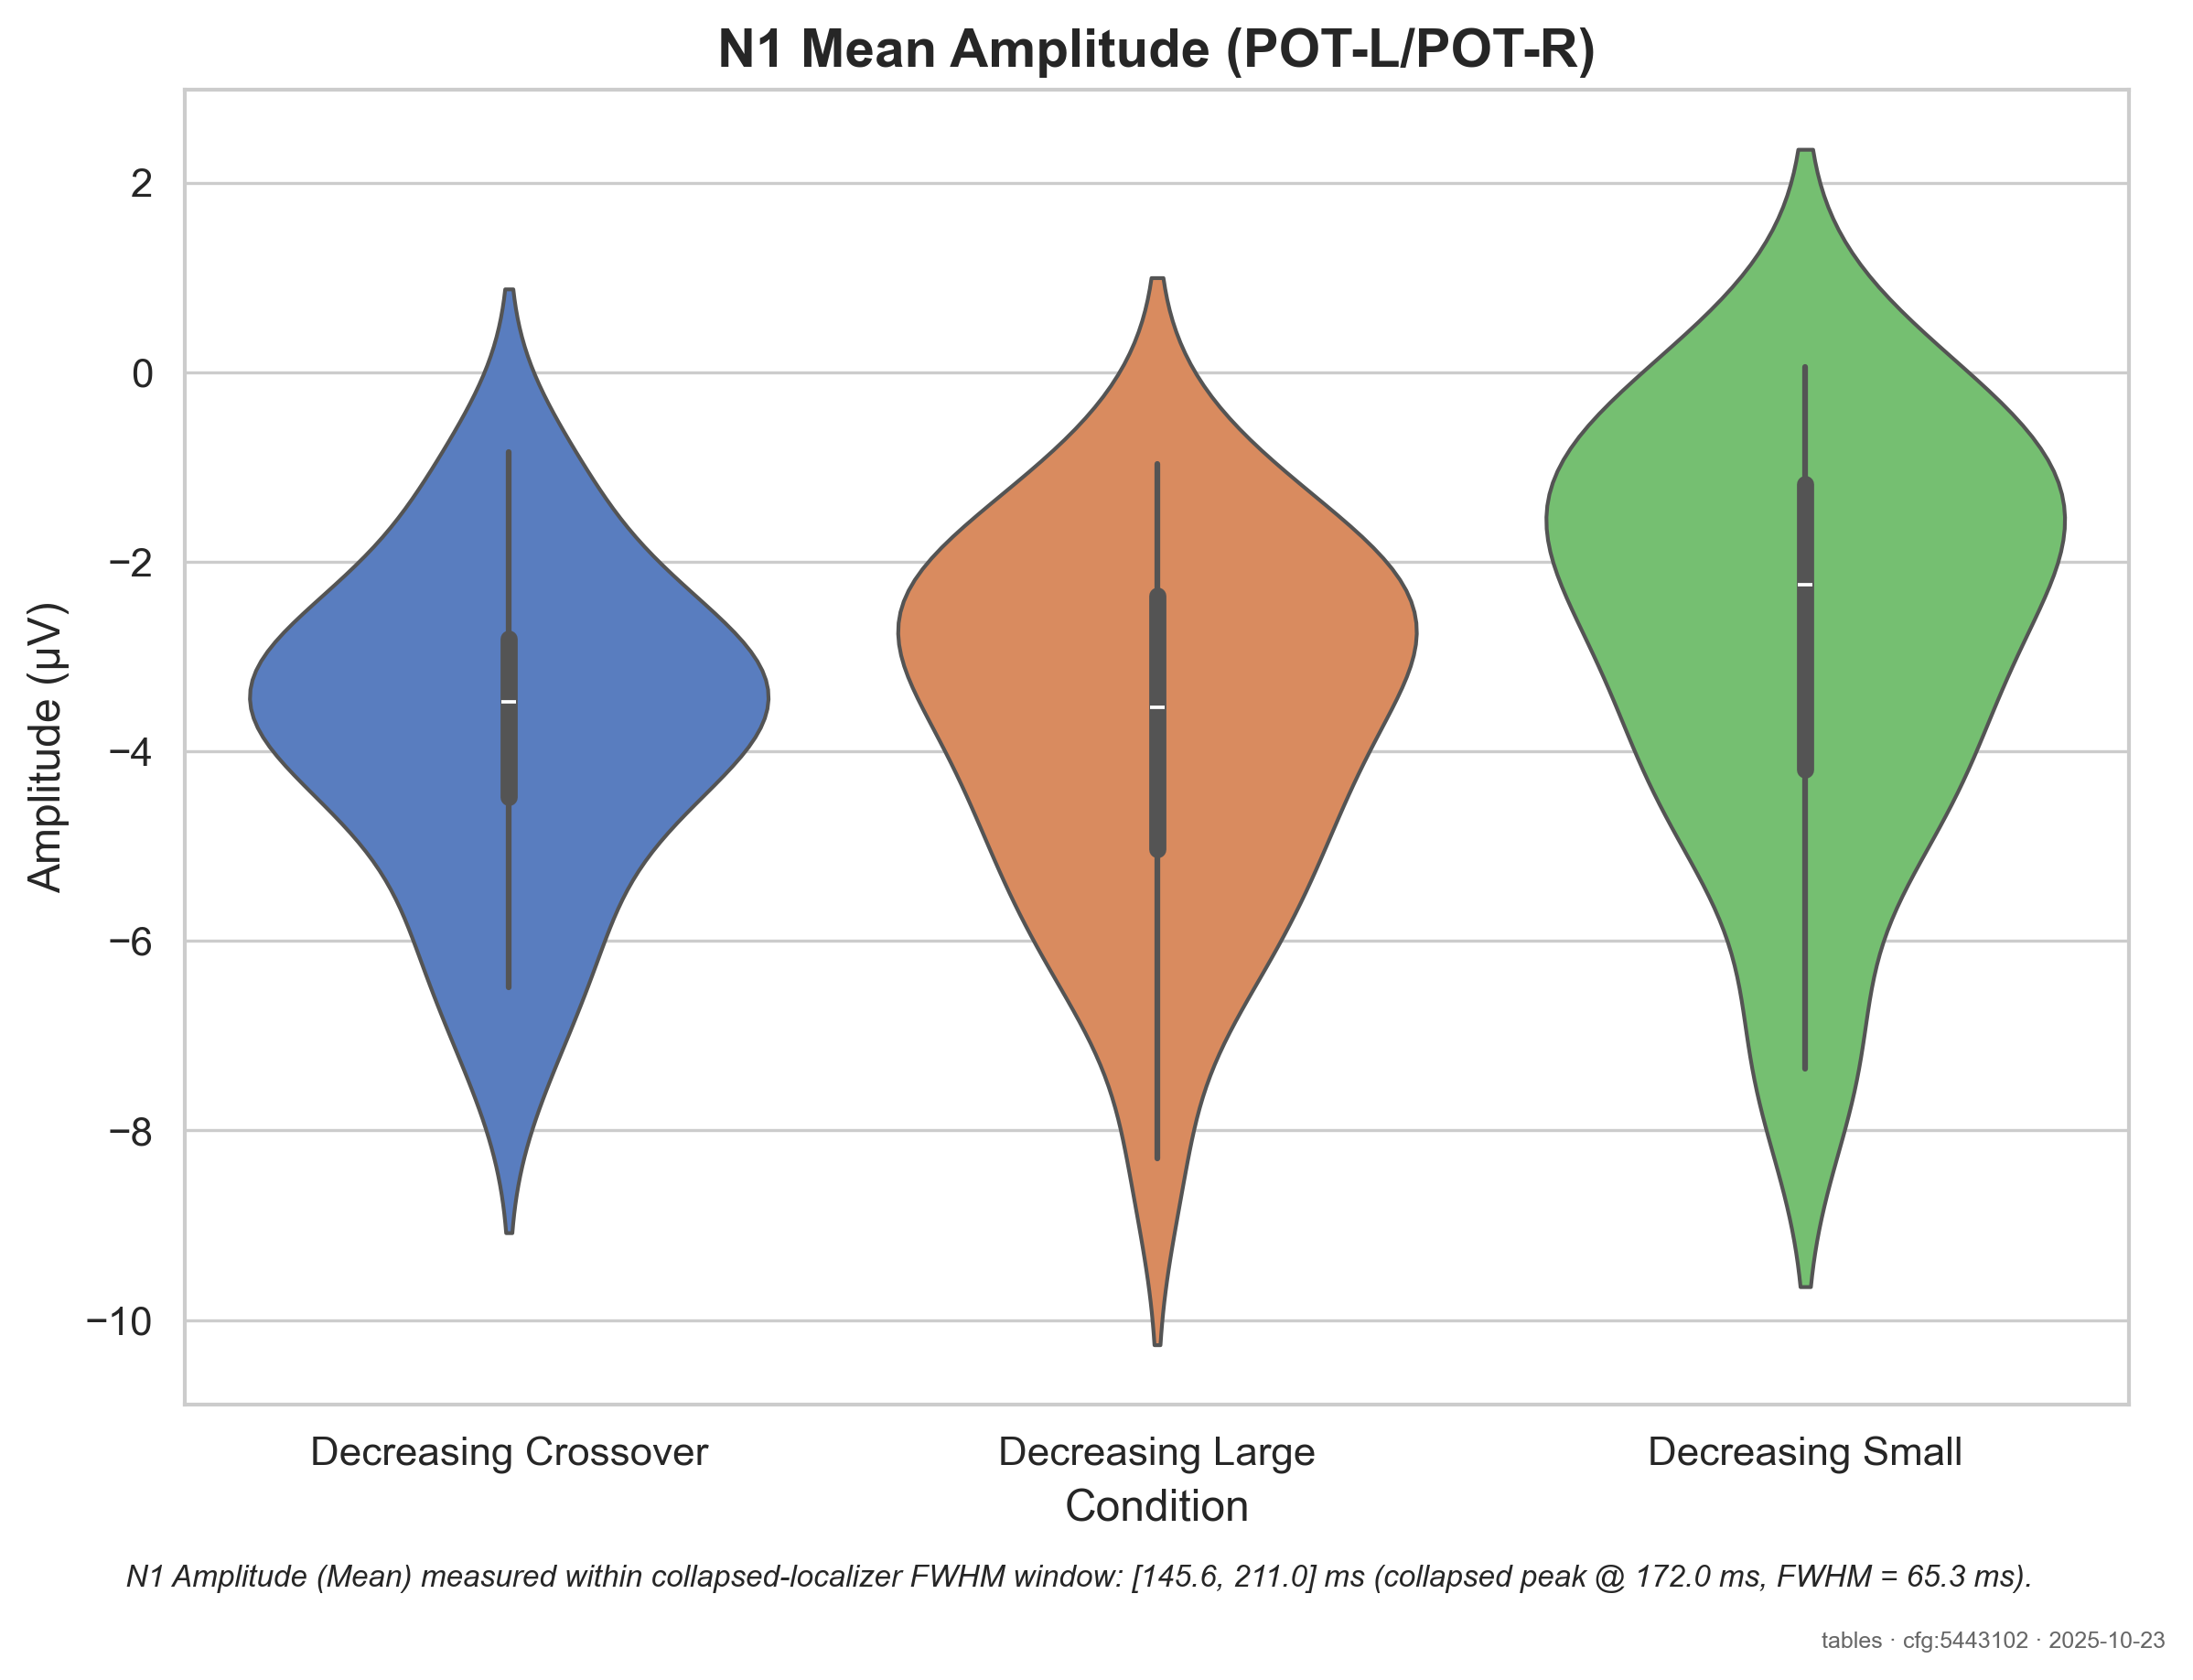 N1 Mean Amplitude (POT-L/POT-R)
Amplitude (µV)
2
0
−2
−4
−6
−8
−10
Decreasing Crossover
Decreasing Large
Decreasing Small
Condition
N1 Amplitude (Mean) measured within collapsed-localizer FWHM window: [145.6, 211.0] ms (collapsed peak @ 172.0 ms, FWHM = 65.3 ms).
tables · cfg:5443102 · 2025-10-23